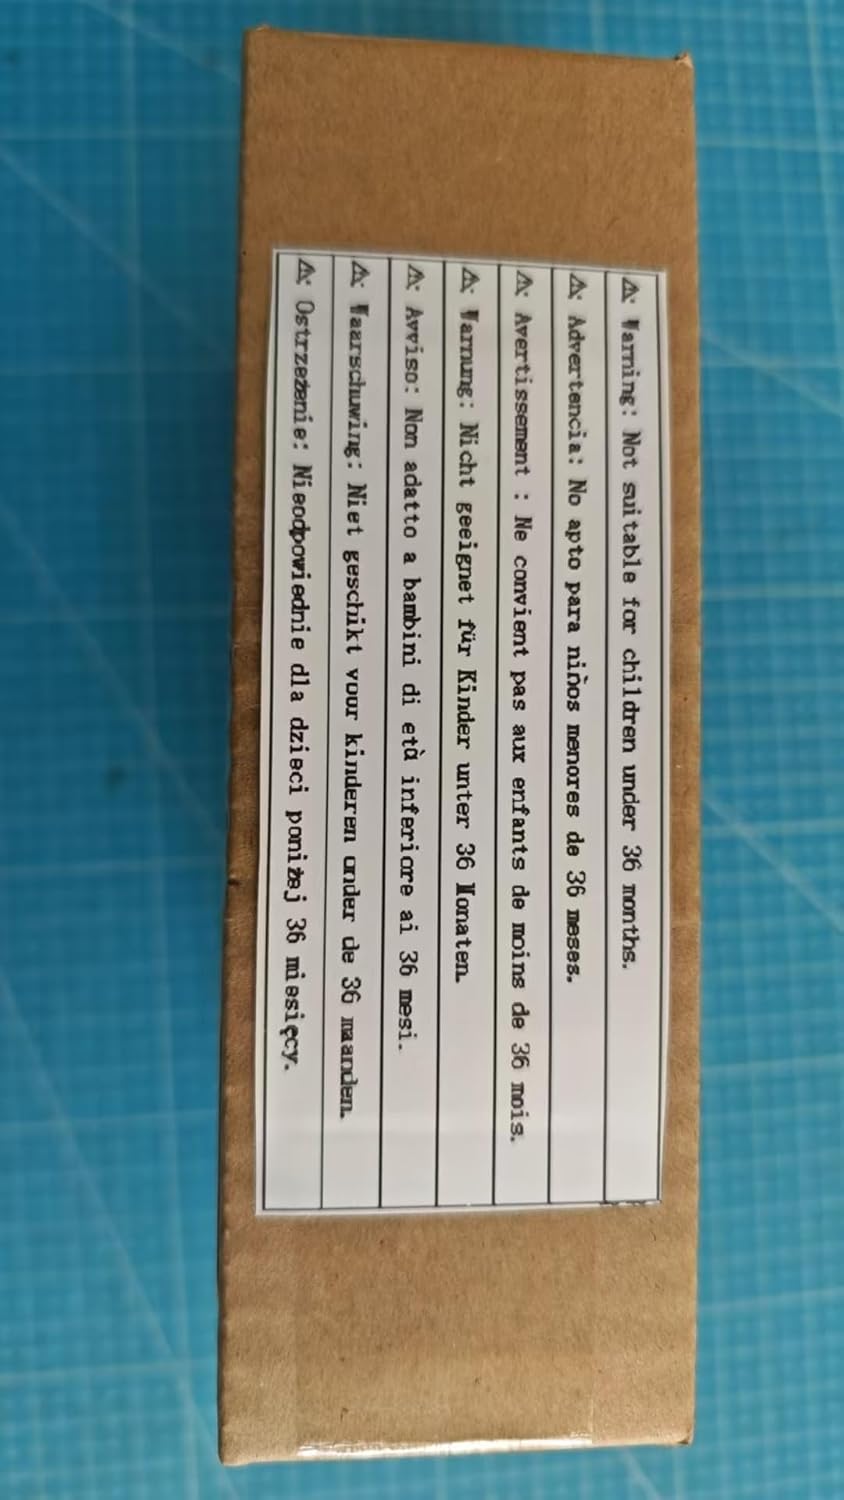 ⚠: Warning: Not suitable for children under 36 months.
⚠: Advertencia: No apto para niños menores de 36 meses.
⚠: Avertissement : Ne convient pas aux enfants de moins de 36 mois.
⚠: Warnung: Nicht geeignet für Kinder unter 36 Monaten.
⚠: Avviso: Non adatto a bambini di età inferiore ai 36 mesi.
⚠: Waarschuwing: Niet geschikt voor kinderen onder de 36 maanden.
⚠: Ostrzeżenie: Nieodpowiednie dla dzieci poniżej 36 miesięcy.